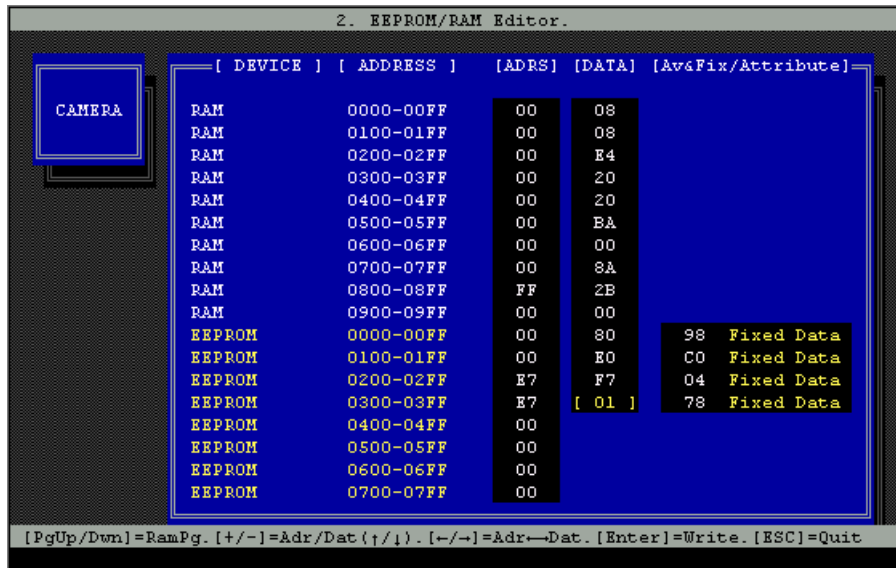 2. EEPROM/RAM Editor.
CAMERA
[ DEVICE ] [ ADDRESS ] [ADRS] [DATA] [Av&Fix/Attribute]
RAM 0000-00FF 00 08
RAM 0100-01FF 00 08
RAM 0200-02FF 00 E4
RAM 0300-03FF 00 20
RAM 0400-04FF 00 20
RAM 0500-05FF 00 BA
RAM 0600-06FF 00 00
RAM 0700-07FF 00 8A
RAM 0800-08FF FF 2B
RAM 0900-09FF 00 00
EEPROM 0000-00FF 00 80 98 Fixed Data
EEPROM 0100-01FF 00 E0 C0 Fixed Data
EEPROM 0200-02FF E7 F7 04 Fixed Data
EEPROM 0300-03FF E7 [ 01 ] 78 Fixed Data
EEPROM 0400-04FF 00
EEPROM 0500-05FF 00
EEPROM 0600-06FF 00
EEPROM 0700-07FF 00
[PgUp/Dwn]=RamPg.[+/-]=Adr/Dat(↑/↓).[←/→]=Adr←→Dat.[Enter]=Write.[ESC]=Quit